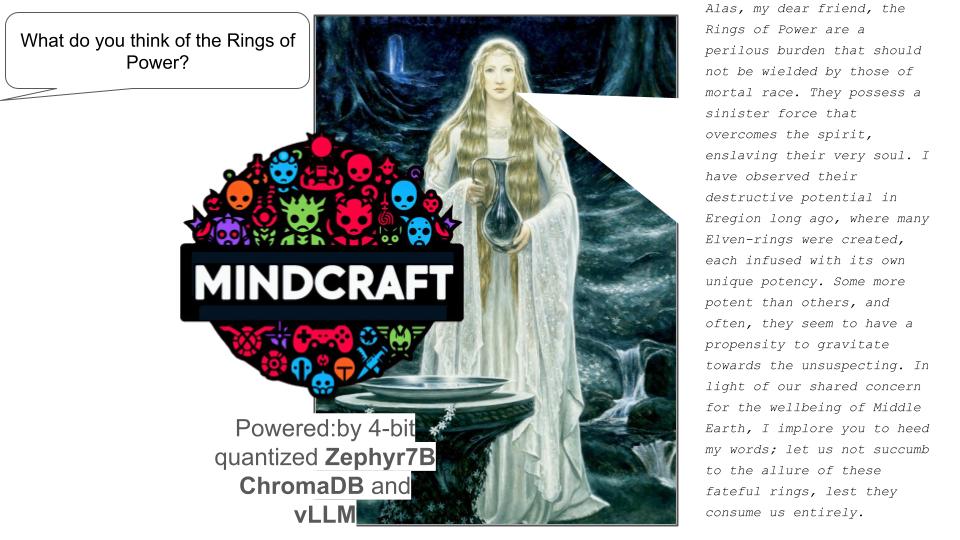 What do you think of the Rings of
Power?
MINDCRAFT
Powered:by 4-bit
quantized Zephyr7B
ChromaDB and
vLLM
Alas, my dear friend, the
Rings of Power are a
perilous burden that should
not be wielded by those of
mortal race. They possess a
sinister force that
overcomes the spirit,
enslaving their very soul. I
have observed their
destructive potential in
Eregion long ago, where many
Elven-rings were created,
each infused with its own
unique potency. Some more
potent than others, and
often, they seem to have a
propensity to gravitate
towards the unsuspecting. In
light of our shared concern
for the wellbeing of Middle
Earth, I implore you to heed
my words; let us not succumb
to the allure of these
fateful rings, lest they
consume us entirely.